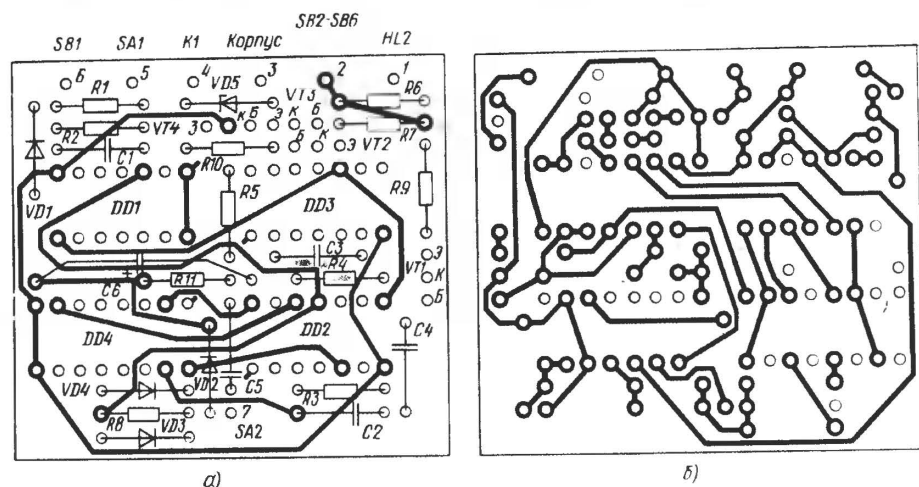 SB2-SB6
SB1 SA1 K1 Корпус HL2
6 5 4 3 2 1
R1 VD5 VT3 R6
R2 VT4 3 К Б Э К Б R7
C1 Б К Э VT2
R10
VD1 DD1 R5 DD3 R9
C3 Э
C6 R11 R4 VT1 К
Б
DD4 DD2 C4
VD4 VD2 C5 R3
R8 VD3 7 SA2 C2
а) б)